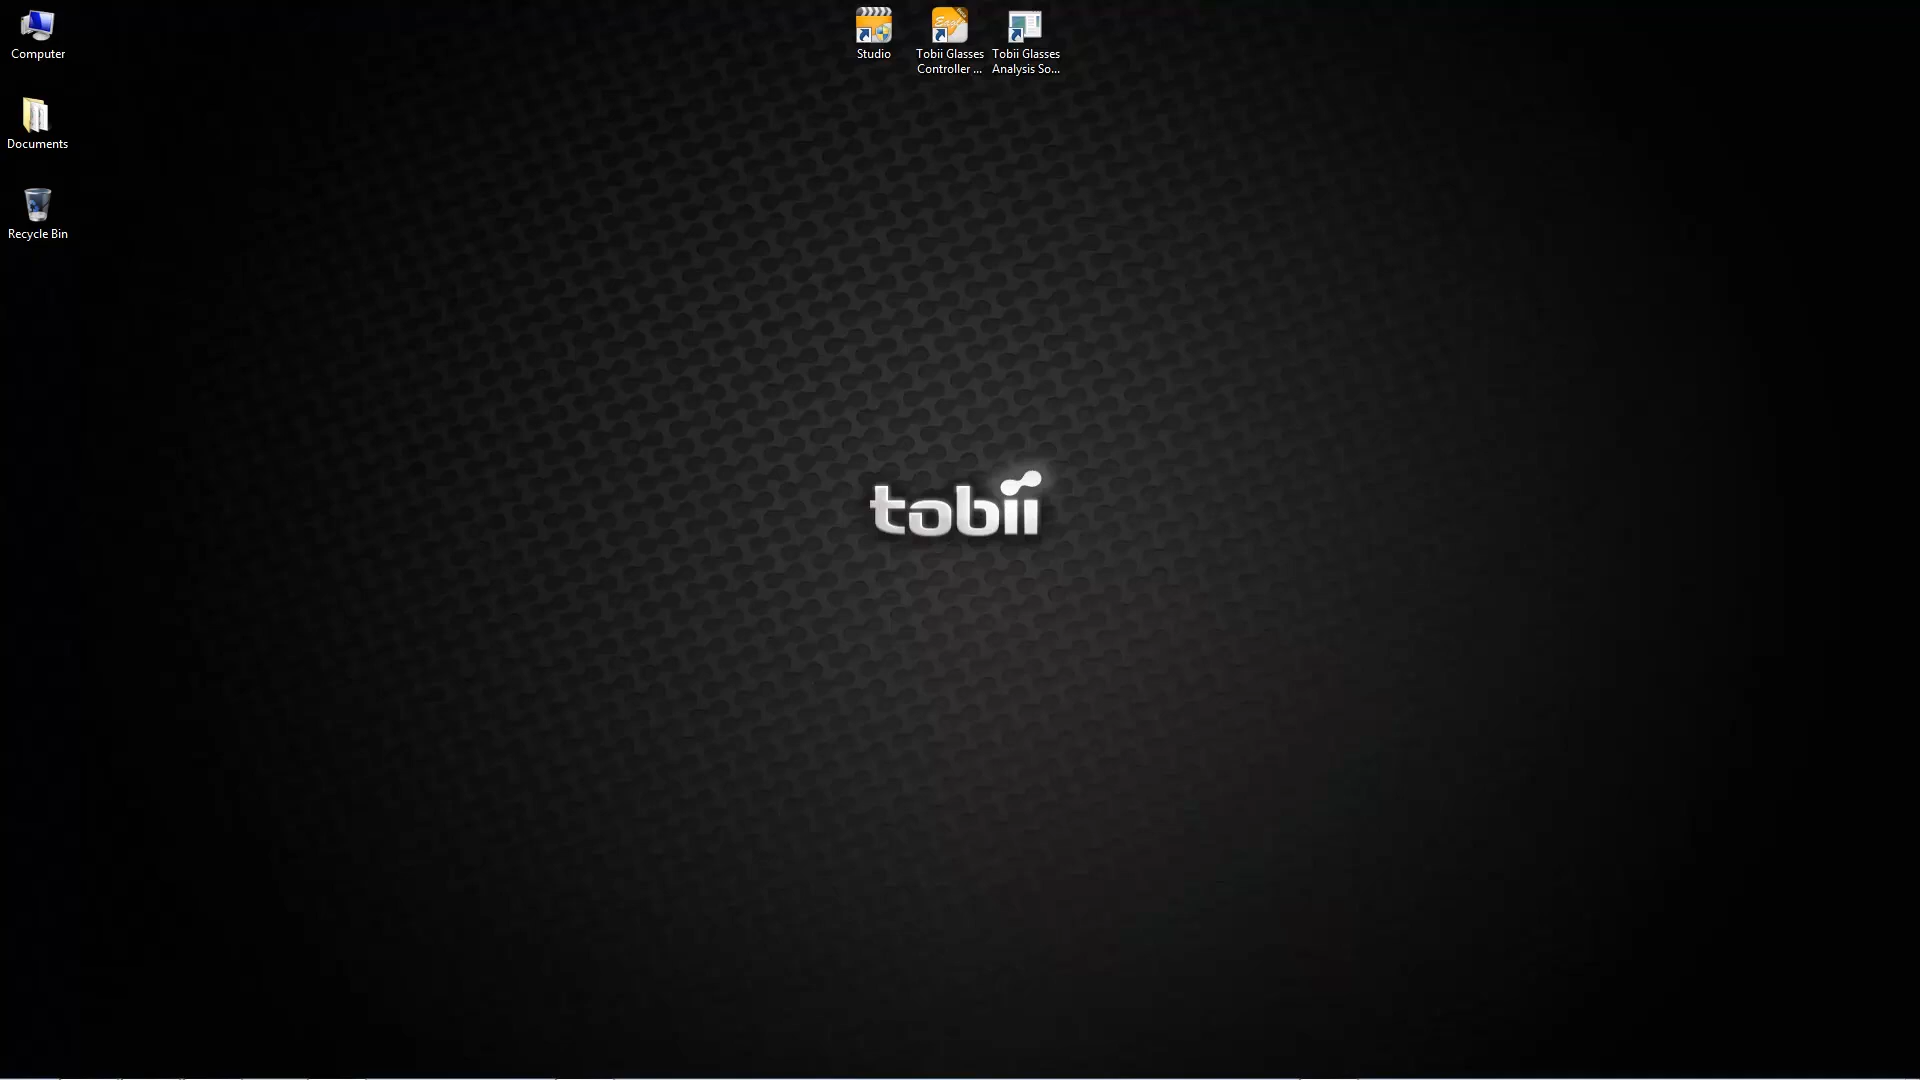 Computer
Documents
Recycle Bin
Studio
Tobii Glasses
Controller ...
Tobii Glasses
Analysis So...
tobii